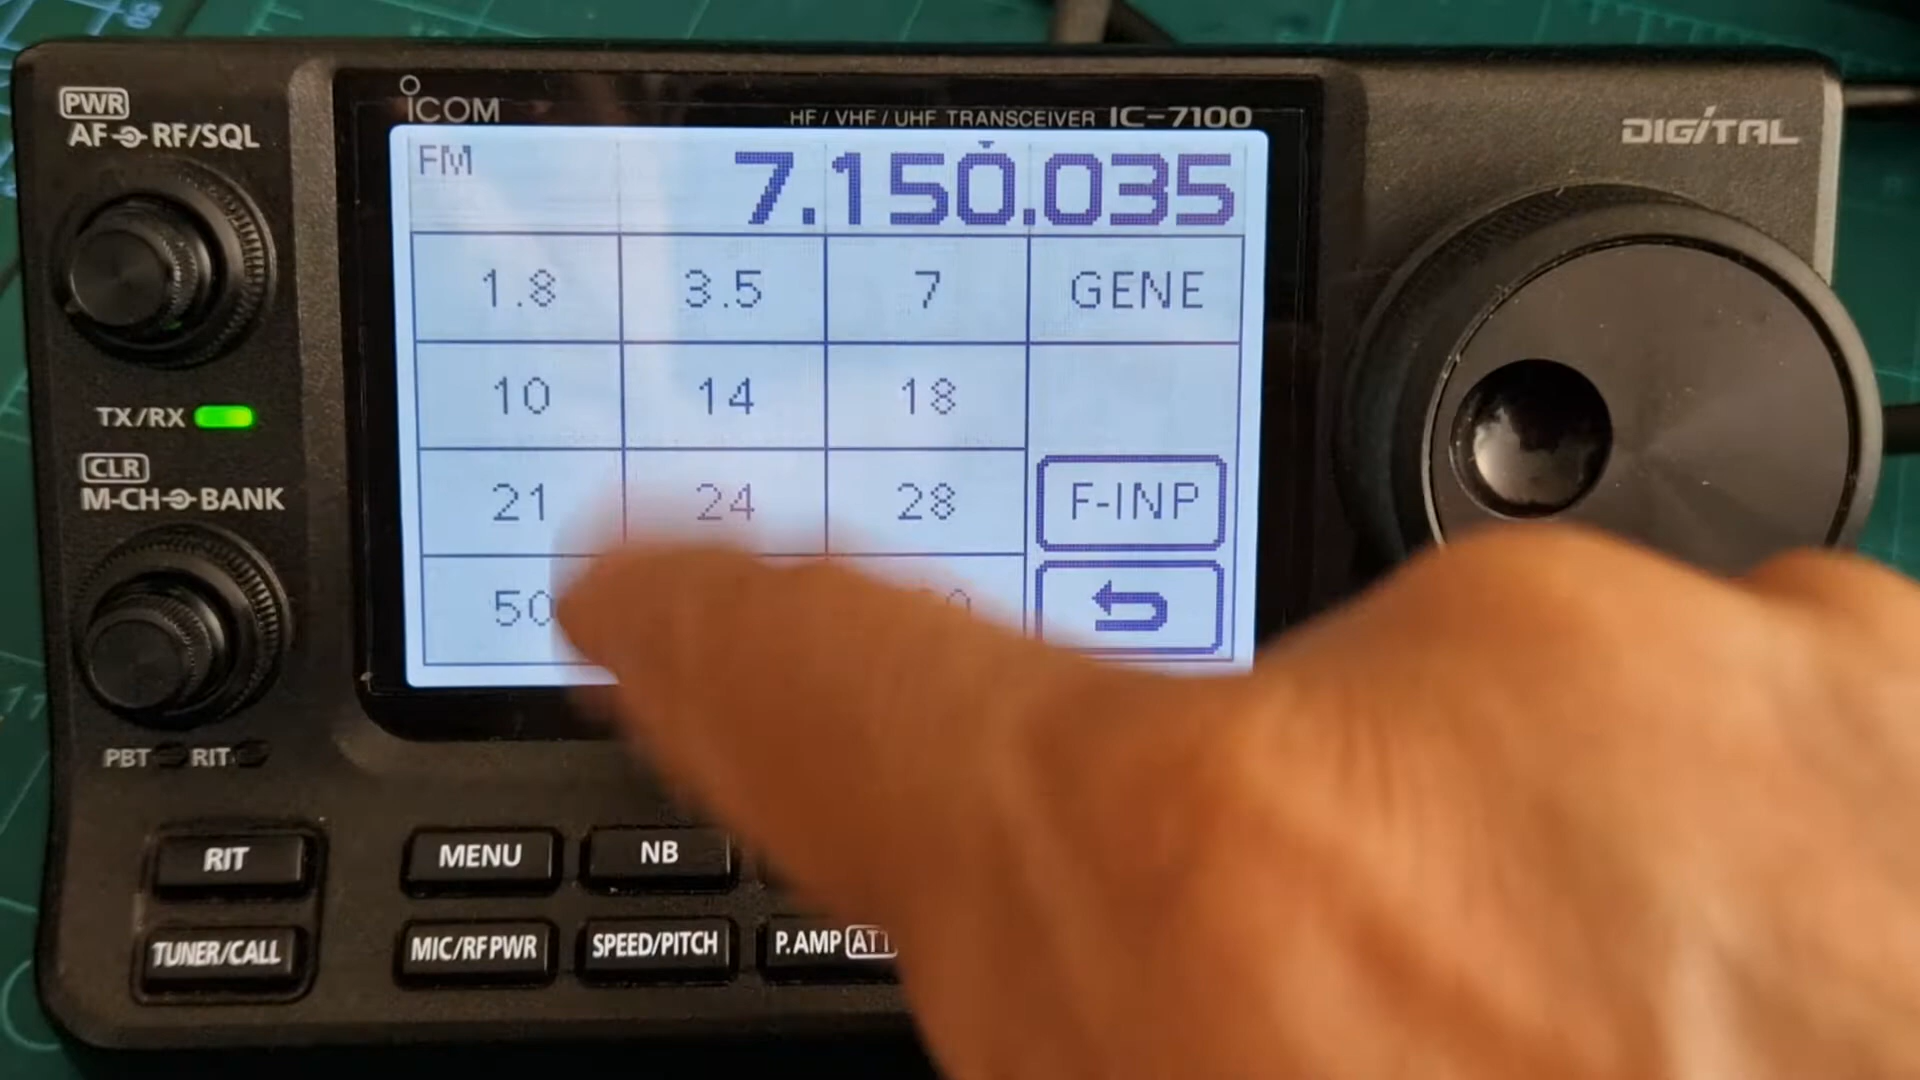 PWR
AF RF/SQL
ICOM
HF / VHF / UHF TRANSCEIVER IC-7100
DIGITAL
FM
7.150.035
1.8 3.5 7 GENE
10 14 18
21 24 28 F-INP
50
TX/RX
CLR
M-CH BANK
PBT RIT
RIT
MENU
NB
TUNER/CALL
MIC/RF PWR
SPEED/PITCH
P.AMP ATT